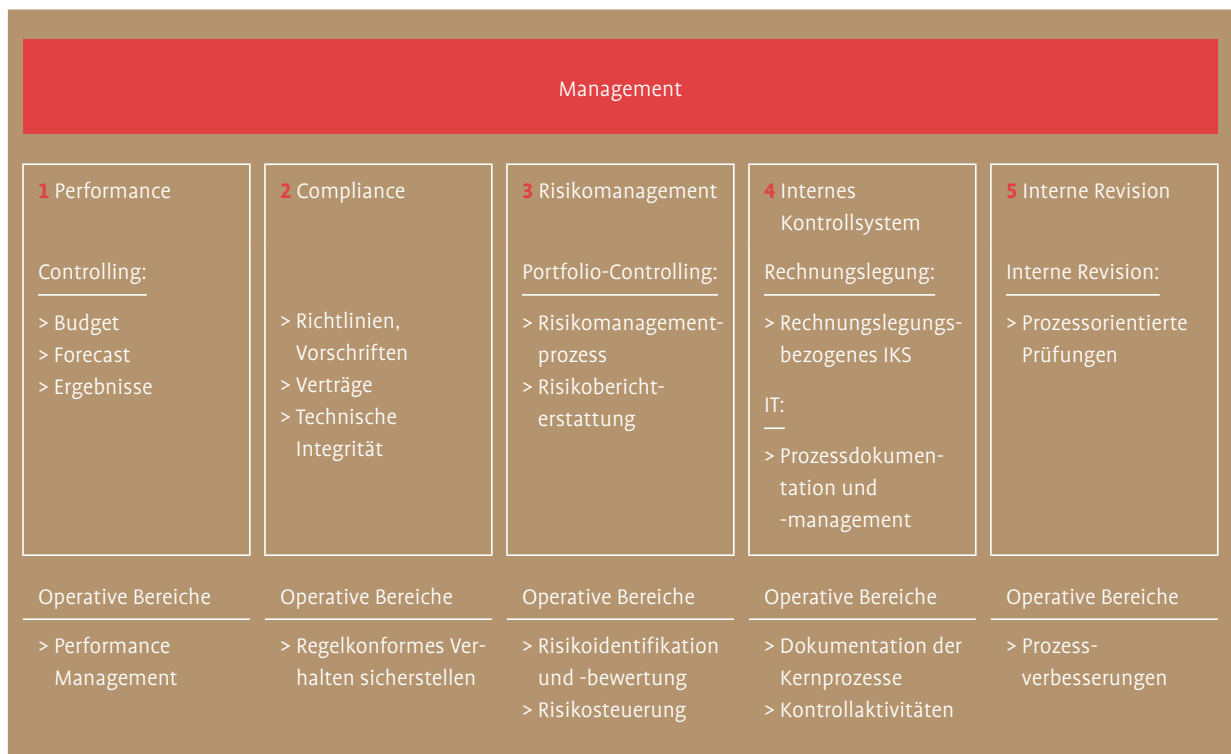 Management
1 Performance
Controlling:
> Budget
> Forecast
> Ergebnisse
2 Compliance
> Richtlinien,
Vorschriften
> Verträge
> Technische
Integrität
3 Risikomanagement
Portfolio-Controlling:
> Risikomanagement-
prozess
> Risikobericht-
erstattung
4 Internes
Kontrollsystem
Rechnungslegung:
> Rechnungslegungs-
bezogenes IKS
IT:
> Prozessdokumen-
tation und
-management
5 Interne Revision
Interne Revision:
> Prozessorientierte
Prüfungen
Operative Bereiche
> Performance
Management
Operative Bereiche
> Regelkonformes Ver-
halten sicherstellen
Operative Bereiche
> Risikoidentifikation
und -bewertung
> Risikosteuerung
Operative Bereiche
> Dokumentation der
Kernprozesse
> Kontrollaktivitäten
Operative Bereiche
> Prozess-
verbesserungen